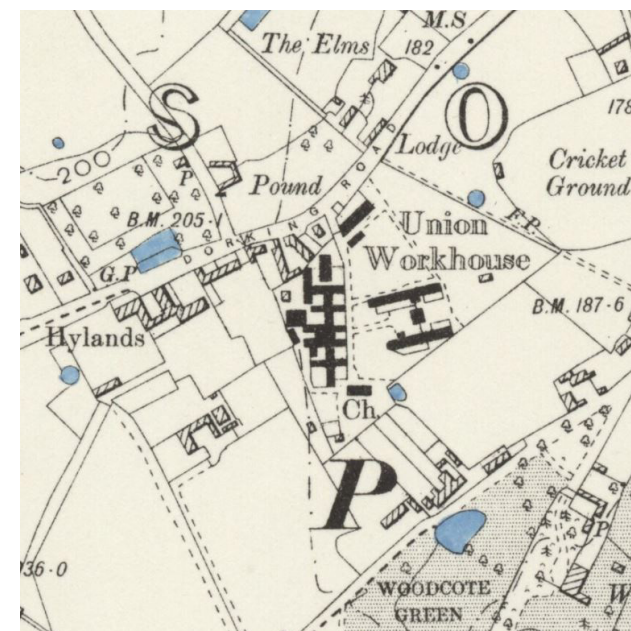 M.S
The Elms
182
S
O
178
Lodge
Cricket
Ground
P
Pound
200
F.P.
B.M. 205·1
DORKING ROAD
Union
Workhouse
G.P
B.M. 187·6
Hylands
Ch.
P
P
36·0
WOODCOTE
GREEN
W